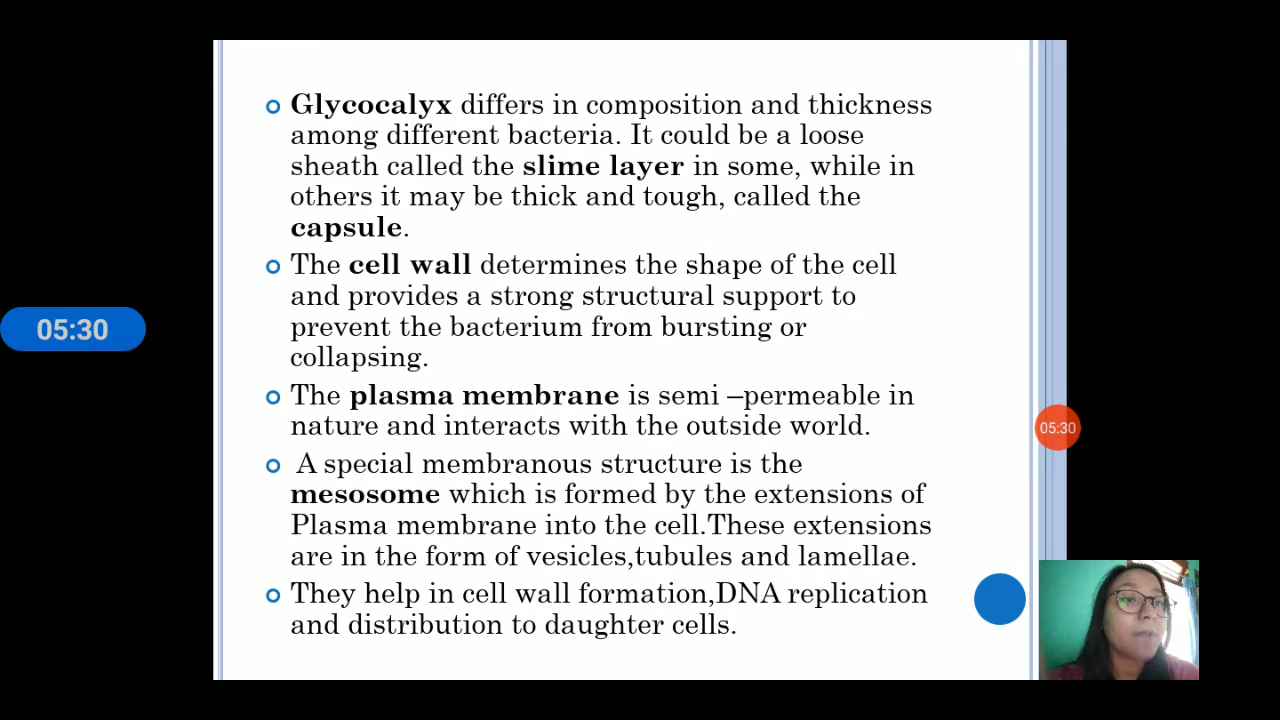 Glycocalyx differs in composition and thickness
among different bacteria. It could be a loose
sheath called the slime layer in some, while in
others it may be thick and tough, called the
capsule.
The cell wall determines the shape of the cell
and provides a strong structural support to
prevent the bacterium from bursting or
collapsing.
The plasma membrane is semi –permeable in
nature and interacts with the outside world.
A special membranous structure is the
mesosome which is formed by the extensions of
Plasma membrane into the cell.These extensions
are in the form of vesicles,tubules and lamellae.
They help in cell wall formation,DNA replication
and distribution to daughter cells.
05:30
05:30